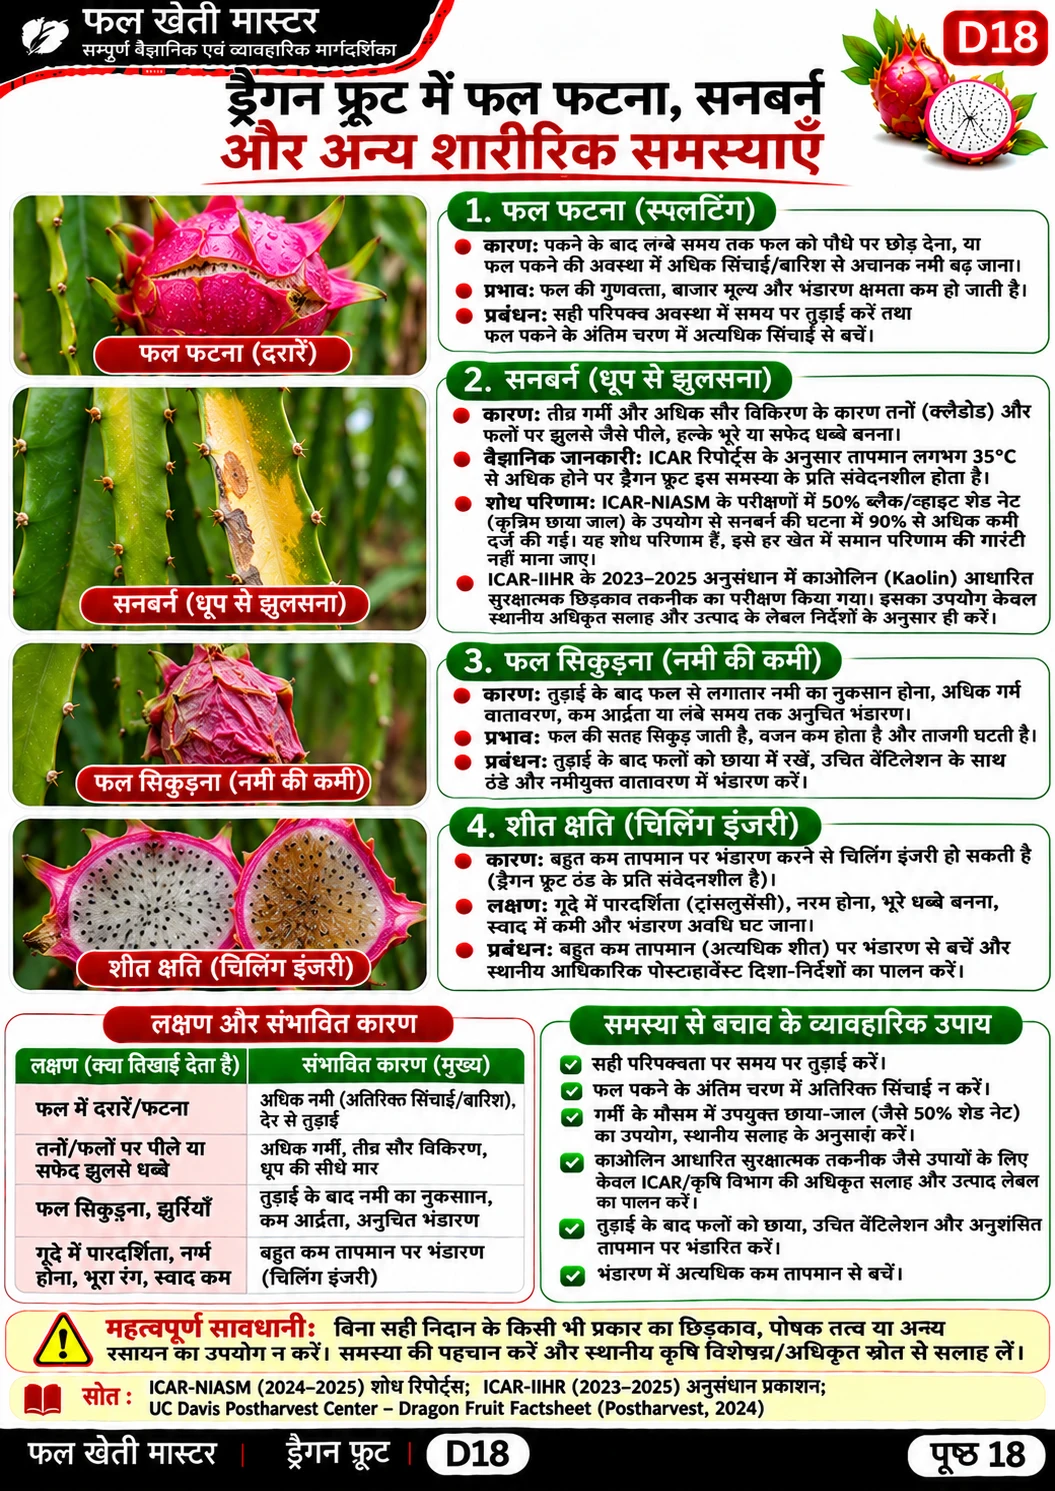 फल खेती मास्टर
सम्पुर्ण वैज्ञानिक एवं व्यावहारिक मार्गदर्शिका
D18
ड्रैगन फ्रूट में फल फटना, सनबर्न
और अन्य शारीरिक समस्याएँ
फल फटना (दरारें)
1. फल फटना (स्पलटिंग)
कारण: पकने के बाद लंबे समय तक फल को पौधे पर छोड़ देना, या
फल पकने की अवस्था में अधिक सिंचाई/बारिश से अचानक नमी बढ़ जाना।
प्रभाव: फल की गुणवत्ता, बाजार मूल्य और भंडारण क्षमता कम हो जाती है।
प्रबंधन: सही परिपक्व अवस्था में समय पर तुड़ाई करें तथा
फल पकने के अंतिम चरण में अत्यधिक सिंचाई से बचें।
सनबर्न (धूप से झुलसना)
2. सनबर्न (धूप से झुलसना)
कारण: तीव्र गर्मी और अधिक सौर विकिरण के कारण तनों (क्लैडोड) और
फलों पर झुलसे जैसे पीले, हल्के भूरे या सफेद धब्बे बनना।
वैज्ञानिक जानकारी: ICAR रिपोर्ट्स के अनुसार तापमान लगभग 35°C
से अधिक होने पर ड्रैगन फ्रूट इस समस्या के प्रति संवेदनशील होता है।
शोध परिणाम: ICAR-NIASM के परीक्षणों में 50% ब्लैक/व्हाइट शेड नेट
(कृत्रिम छाया जाल) के उपयोग से सनबर्न की घटना में 90% से अधिक कमी
दर्ज की गई। यह शोध परिणाम हैं, इसे हर खेत में समान परिणाम की गारंटी
नहीं माना जाए।
ICAR-IIHR के 2023–2025 अनुसंधान में काओलिन (Kaolin) आधारित
सुरक्षात्मक छिड़काव तकनीक का परीक्षण किया गया। इसका उपयोग केवल
स्थानीय अधिकृत सलाह और उत्पाद के लेबल निर्देशों के अनुसार ही करें।
फल सिकुड़ना (नमी की कमी)
3. फल सिकुड़ना (नमी की कमी)
कारण: तुड़ाई के बाद फल से लगातार नमी का नुकसान होना, अधिक गर्म
वातावरण, कम आर्द्रता या लंबे समय तक अनुचित भंडारण।
प्रभाव: फल की सतह सिकुड़ जाती है, वजन कम होता है और ताजगी घटती है।
प्रबंधन: तुड़ाई के बाद फलों को छाया में रखें, उचित वेंटिलेशन के साथ
ठंडे और नमीयुक्त वातावरण में भंडारण करें।
शीत क्षति (चिलिंग इंजरी)
4. शीत क्षति (चिलिंग इंजरी)
कारण: बहुत कम तापमान पर भंडारण करने से चिलिंग इंजरी हो सकती है
(ड्रैगन फ्रूट ठंड के प्रति संवेदनशील है)।
लक्षण: गूदे में पारदर्शिता (ट्रांसलुसेंसी), नरम होना, भूरे धब्बे बनना,
स्वाद में कमी और भंडारण अवधि घट जाना।
प्रबंधन: बहुत कम तापमान (अत्यधिक शीत) पर भंडारण से बचें और
स्थानीय आधिकारिक पोस्टाहार्वेस्ट दिशा-निर्देशों का पालन करें।
लक्षण और संभावित कारण
लक्षण (क्या तिखाई देता है) संभावित कारण (मुख्य)
फल में दरारें/फटना
अधिक नमी (अतिरिक्त सिंचाई/बारिश),
देर से तुड़ाई
तनों/फलों पर पीले या
सफेद झुलसे धब्बे
अधिक गर्मी, तीव्र सौर विकिरण,
धूप की सीधे मार
फल सिकुड़ना, झुर्रियाँ
तुड़ाई के बाद नमी का नुकसाान,
कम आर्द्रता, अनुचित भंडारण
गूदे में पारदर्शिता, नर्म
होना, भूरा रंग, स्वाद कम
बहुत कम तापमान पर भंडारण
(चिलिंग इंजरी)
समस्या से बचाव के व्यावहारिक उपाय
सही परिपक्वता पर समय पर तुड़ाई करें।
फल पकने के अंतिम चरण में अतिरिक्त सिंचाई न करें।
गर्मी के मौसम में उपयुक्त छाया-जाल (जैसे 50% शेड नेट)
का उपयोग, स्थानीय सलाह के अनुसार करें।
काओलिन आधारित सुरक्षात्मक तकनीक जैसे उपायों के लिए
केवल ICAR/कृषि विभाग की अधिकृत सलाह और उत्पाद लेबल
का पालन करें।
तुड़ाई के बाद फलों को छाया, उचित वेंटिलेशन और अनुशंसित
तापमान पर भंडारित करें।
भंडारण में अत्यधिक कम तापमान से बचें।
महत्वपूर्ण सावधानी: बिना सही निदान के किसी भी प्रकार का छिड़काव, पोषक तत्व या अन्य
रसायन का उपयोग न करें। समस्या की पहचान करें और स्थानीय कृषि /अधिकृत स्रोत से सलाह लें।
सोत: ICAR-NIASM (2024–2025) शोध रिपोर्ट्स; ICAR-IIHR (2023–2025) अनुसंधान प्रकाशन;
UC Davis Postharvest Center – Dragon Fruit Factsheet (Postharvest, 2024)
फल खेती मास्टर | ड्रैगन फ्रूट | D18 पृष्ठ 18